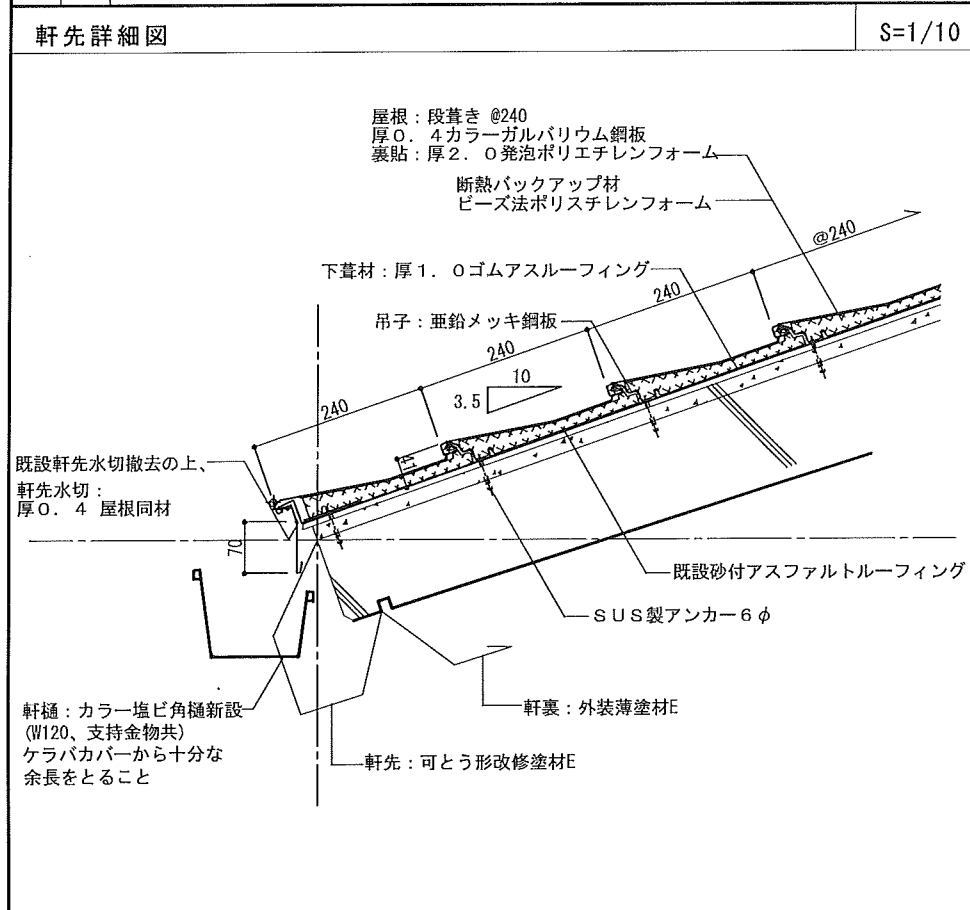 軒先詳細図
S=1/10
屋根：段葺き @240
厚0．4カラーガルバリウム鋼板
裏貼：厚2．0発泡ポリエチレンフォーム
断熱バックアップ材
ビーズ法ポリスチレンフォーム
@240
下葺材：厚1．0ゴムアスルーフィング
240
吊子：亜鉛メッキ鋼板
240
10
3.5
240
41
既設軒先水切撤去の上、
軒先水切：
厚0．4 屋根同材
70
既設砂付アスファルトルーフィング
SUS製アンカー6φ
軒樋：カラー塩ビ角樋新設
(W120、支持金物共)
ケラバカバーから十分な
余長をとること
軒裏：外装薄塗材E
軒先：可とう形改修塗材E